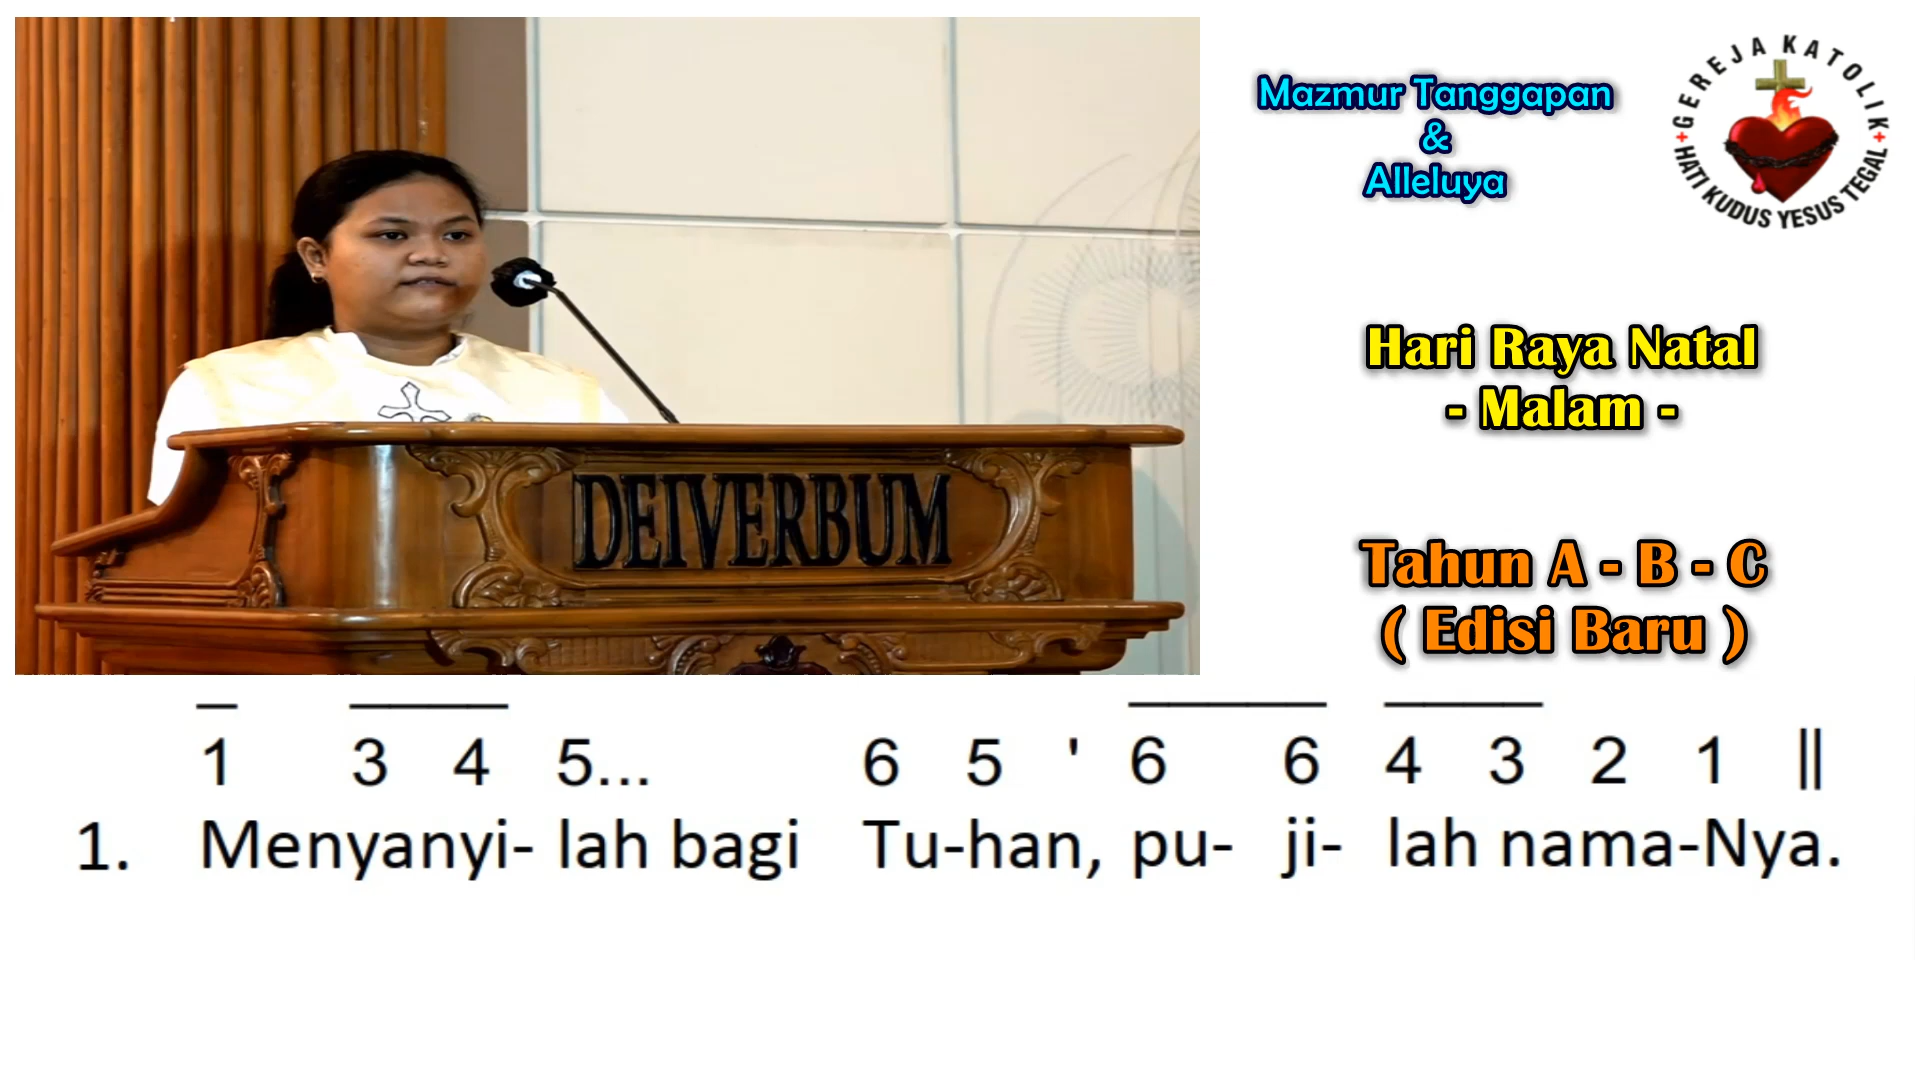 Mazmur Tanggapan
&
Alleluya
GEREJA KATOLIK
HATI KUDUS YESUS TEGAL
Hari Raya Natal
- Malam -
Tahun A - B - C
( Edisi Baru )
DEIVERBUM
1 3 4 5... 6 5 ' 6 6 4 3 2 1 ||
1. Menyanyi- lah bagi Tu-han, pu- ji- lah nama-Nya.